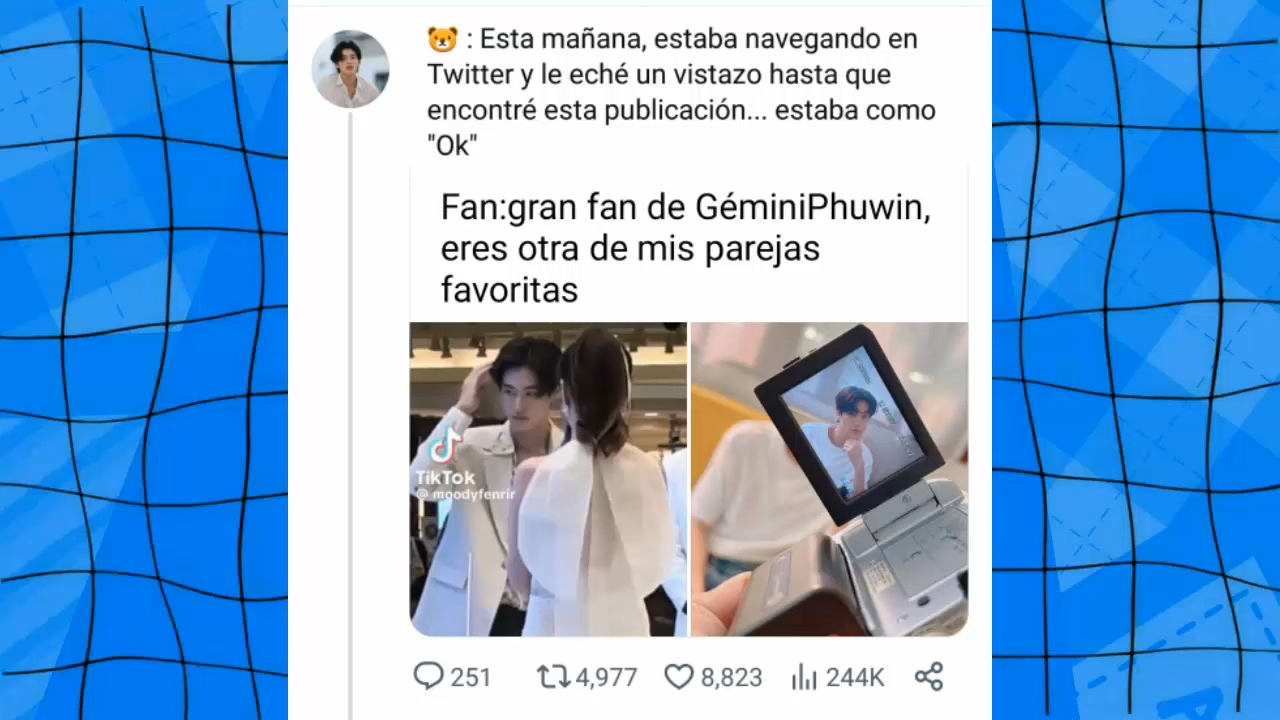 🐻 : Esta mañana, estaba navegando en
Twitter y le eché un vistazo hasta que
encontré esta publicación... estaba como
"Ok"
Fan:gran fan de GéminiPhuwin,
eres otra de mis parejas
favoritas
TikTok
@ moodyfenrir
251
4,977
8,823
244K